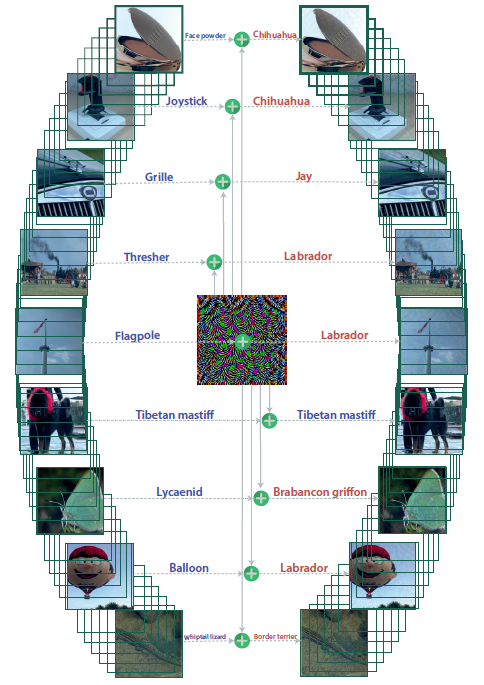 Face powder Chihuahua
Joystick Chihuahua
Grille Jay
Thresher Labrador
Flagpole Labrador
Tibetan mastiff Tibetan mastiff
Lycaenid Brabancon griffon
Balloon Labrador
Whiptail lizard Border terrier